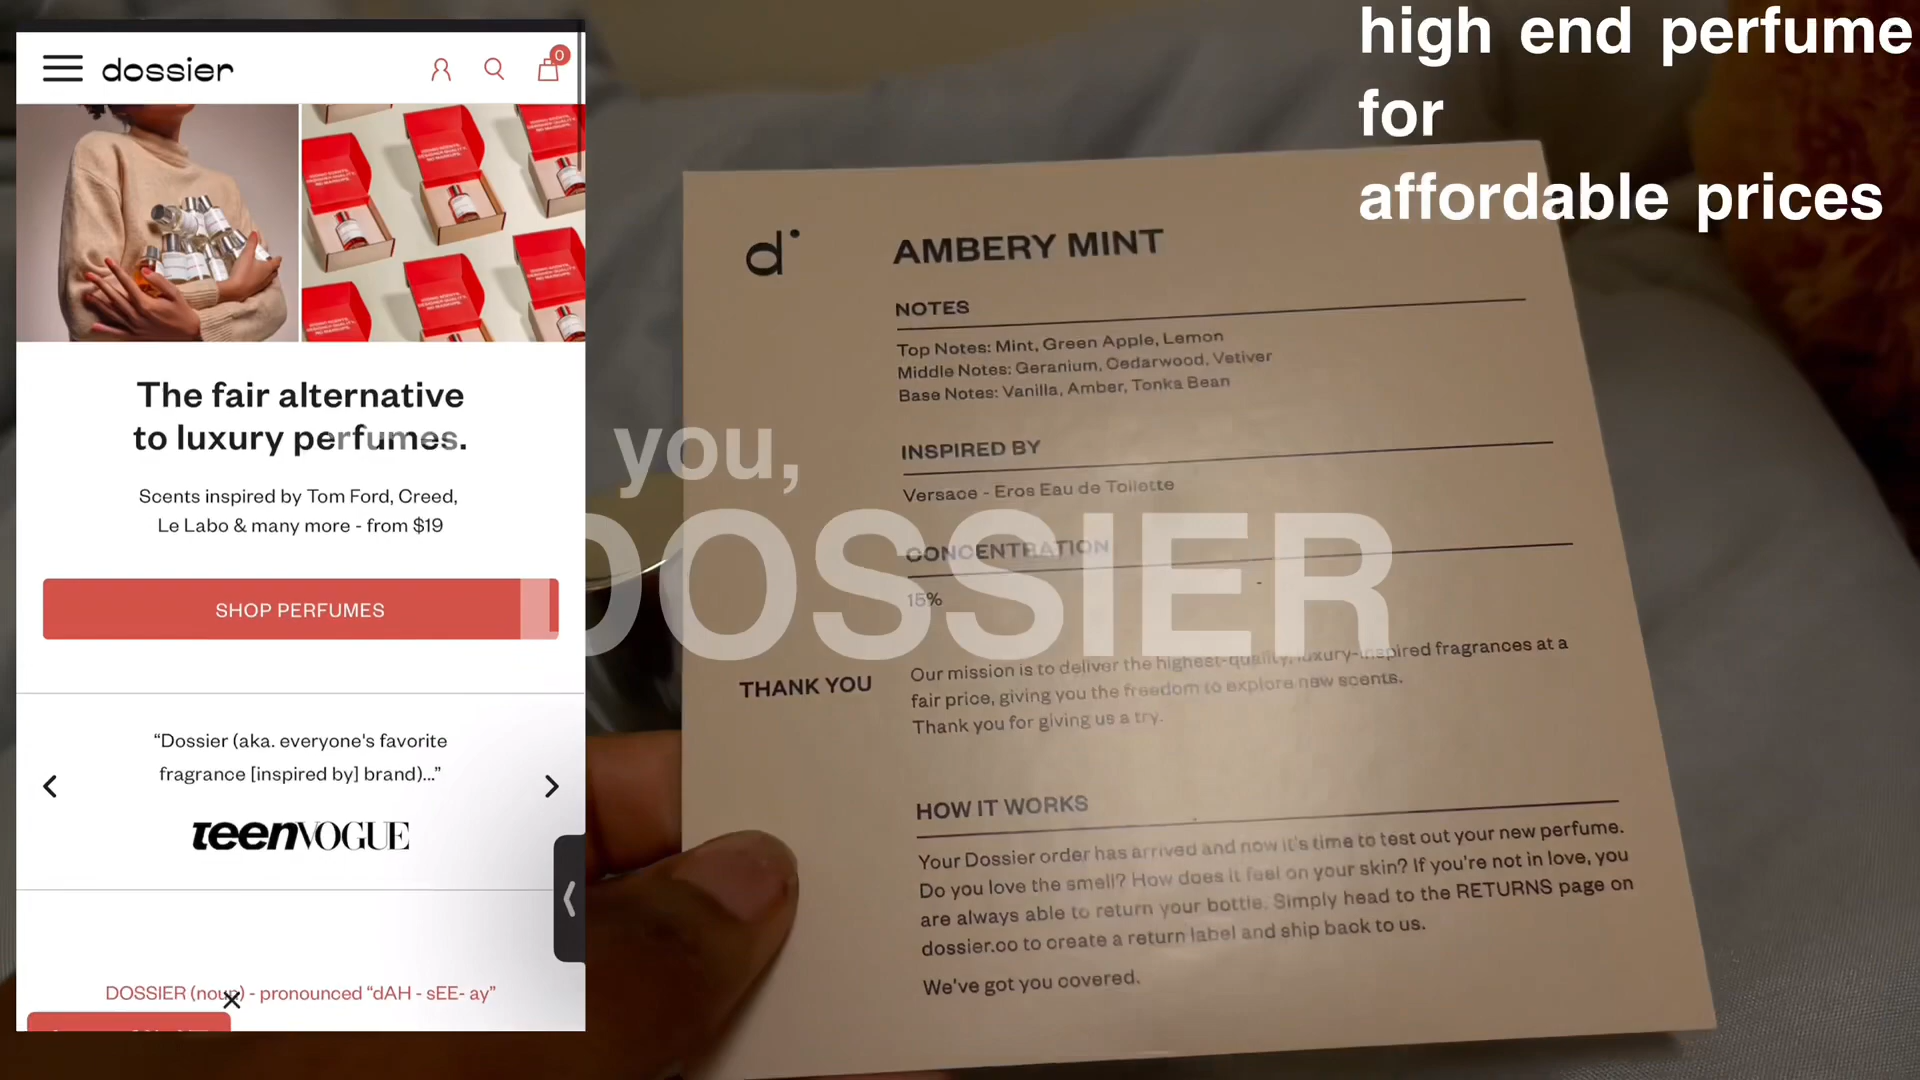 dossier
0
The fair alternative
to luxury perfumes.
Scents inspired by Tom Ford, Creed,
Le Labo & many more - from $19
SHOP PERFUMES
“Dossier (aka. everyone's favorite
fragrance [inspired by] brand)...”
teenVOGUE
DOSSIER (noun) - pronounced “dAH - sEE- ay”
high end perfume
for
affordable prices
you,
DOSSIER
d
AMBERY MINT
NOTES
Top Notes: Mint, Green Apple, Lemon
Middle Notes: Geranium, Cedarwood, Vetiver
Base Notes: Vanilla, Amber, Tonka Bean
INSPIRED BY
Versace - Eros Eau de Toilette
CONCENTRATION
15%
THANK YOU
Our mission is to deliver the highest-quality, luxury-inspired fragrances at a
fair price, giving you the freedom to explore new scents.
Thank you for giving us a try.
HOW IT WORKS
Your Dossier order has arrived and now it's time to test out your new perfume.
Do you love the smell? How does it feel on your skin? If you're not in love, you
are always able to return your bottle. Simply head to the RETURNS page on
dossier.co to create a return label and ship back to us.
We've got you covered.